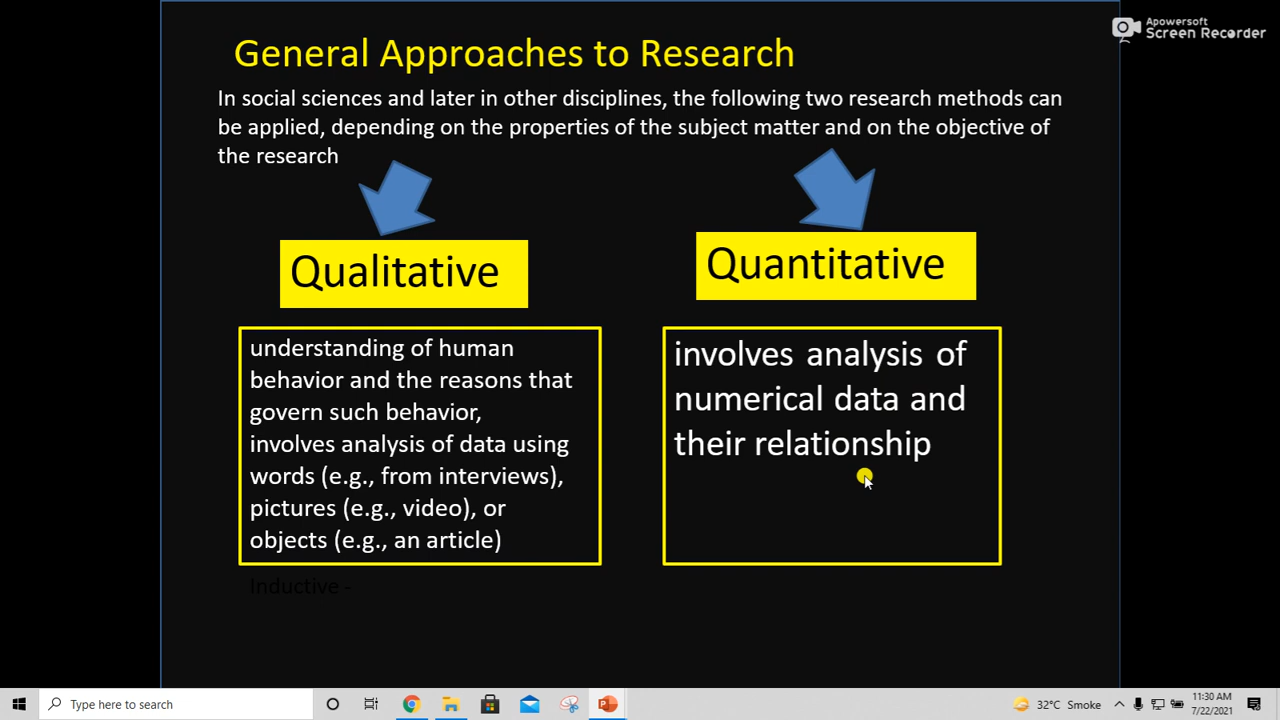 Apowersoft
Screen Recorder
General Approaches to Research
In social sciences and later in other disciplines, the following two research methods can
be applied, depending on the properties of the subject matter and on the objective of
the research
Qualitative
Quantitative
understanding of human
behavior and the reasons that
govern such behavior,
involves analysis of data using
words (e.g., from interviews),
pictures (e.g., video), or
objects (e.g., an article)
involves analysis of
numerical data and
their relationship
Inductive -
Type here to search
32°C Smoke
11:30 AM
7/22/2021